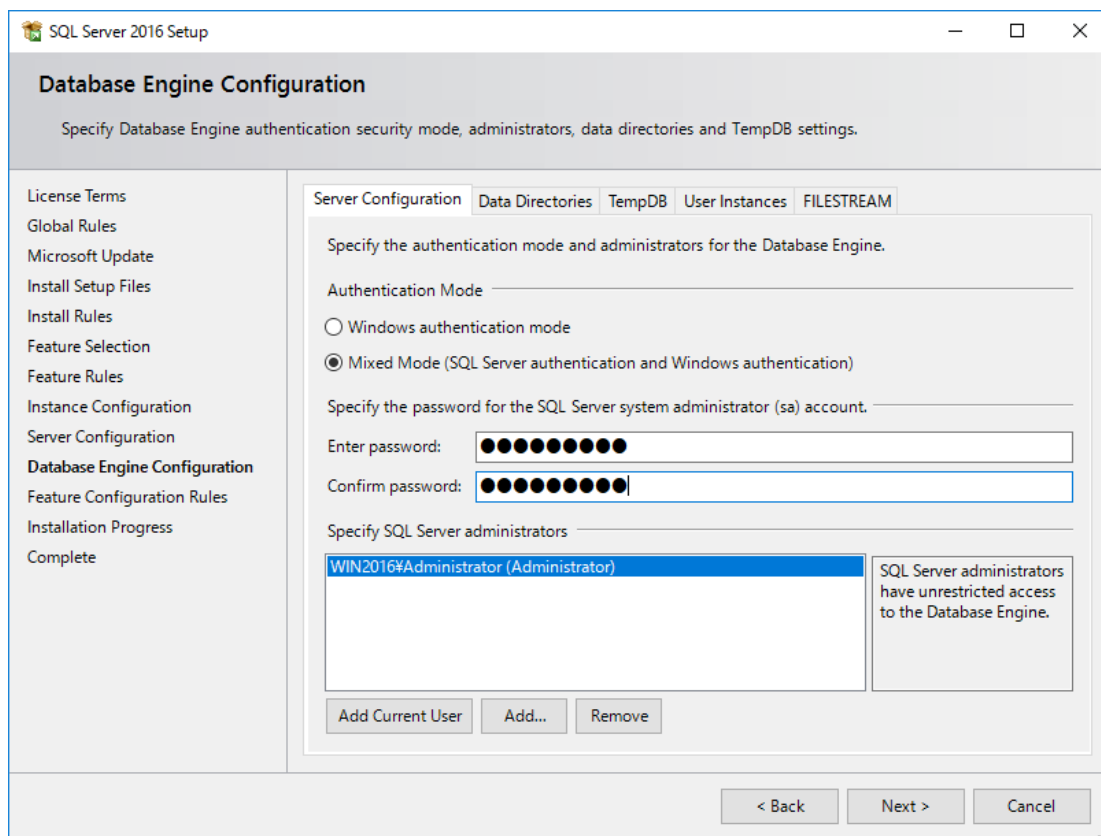 SQL Server 2016 Setup
Database Engine Configuration
Specify Database Engine authentication security mode, administrators, data directories and TempDB settings.
License Terms
Global Rules
Microsoft Update
Install Setup Files
Install Rules
Feature Selection
Feature Rules
Instance Configuration
Server Configuration
Database Engine Configuration
Feature Configuration Rules
Installation Progress
Complete
Server Configuration Data Directories TempDB User Instances FILESTREAM
Specify the authentication mode and administrators for the Database Engine.
Authentication Mode
Windows authentication mode
Mixed Mode (SQL Server authentication and Windows authentication)
Specify the password for the SQL Server system administrator (sa) account.
Enter password: ●●●●●●●●●
Confirm password: ●●●●●●●●●
Specify SQL Server administrators
WIN2016¥Administrator (Administrator)
SQL Server administrators
have unrestricted access
to the Database Engine.
Add Current User Add... Remove
< Back Next > Cancel